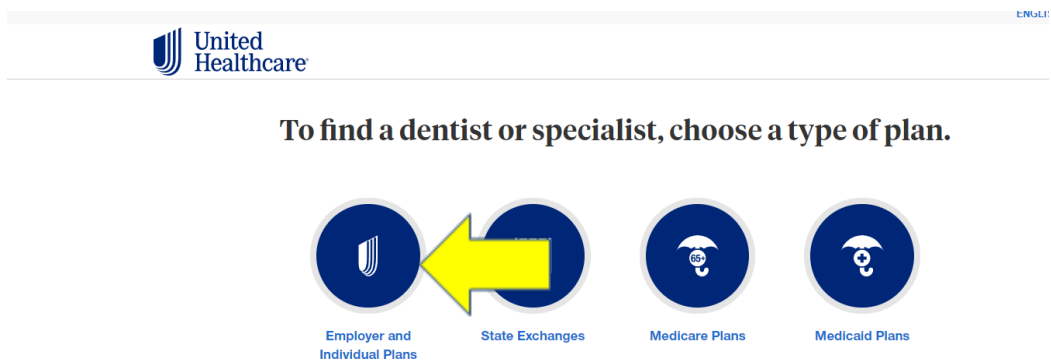 United
Healthcare®
To find a dentist or specialist, choose a type of plan.
65+
Employer and
Individual Plans
State Exchanges
Medicare Plans
Medicaid Plans